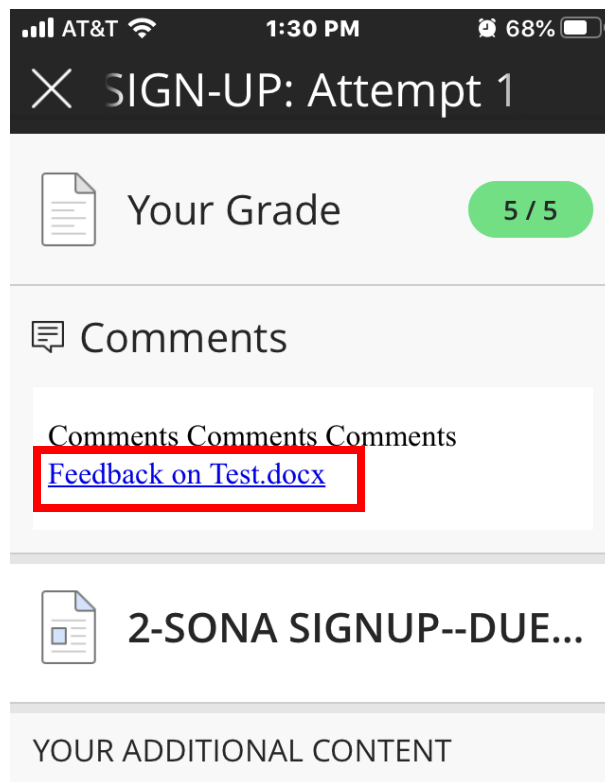 AT&T 1:30 PM 68%
SIGN-UP: Attempt 1
Your Grade 5 / 5
Comments
Comments Comments Comments
Feedback on Test.docx
2-SONA SIGNUP--DUE...
YOUR ADDITIONAL CONTENT